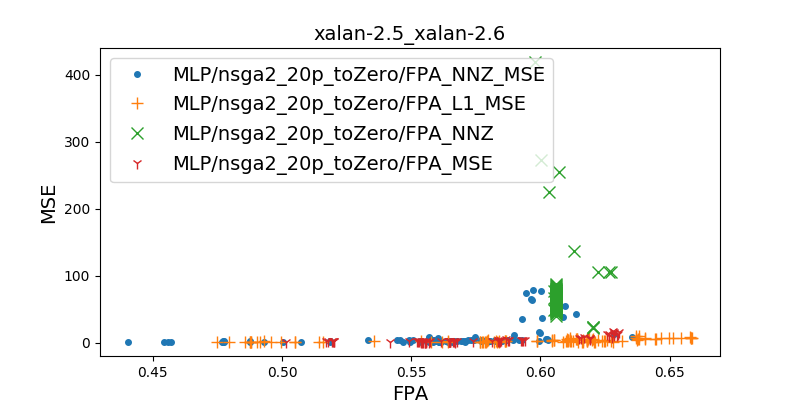 xalan-2.5_xalan-2.6
MLP/nsga2_20p_toZero/FPA_NNZ_MSE
MLP/nsga2_20p_toZero/FPA_L1_MSE
MLP/nsga2_20p_toZero/FPA_NNZ
MLP/nsga2_20p_toZero/FPA_MSE
MSE
400
300
200
100
0
0.45 0.50 0.55 0.60 0.65
FPA